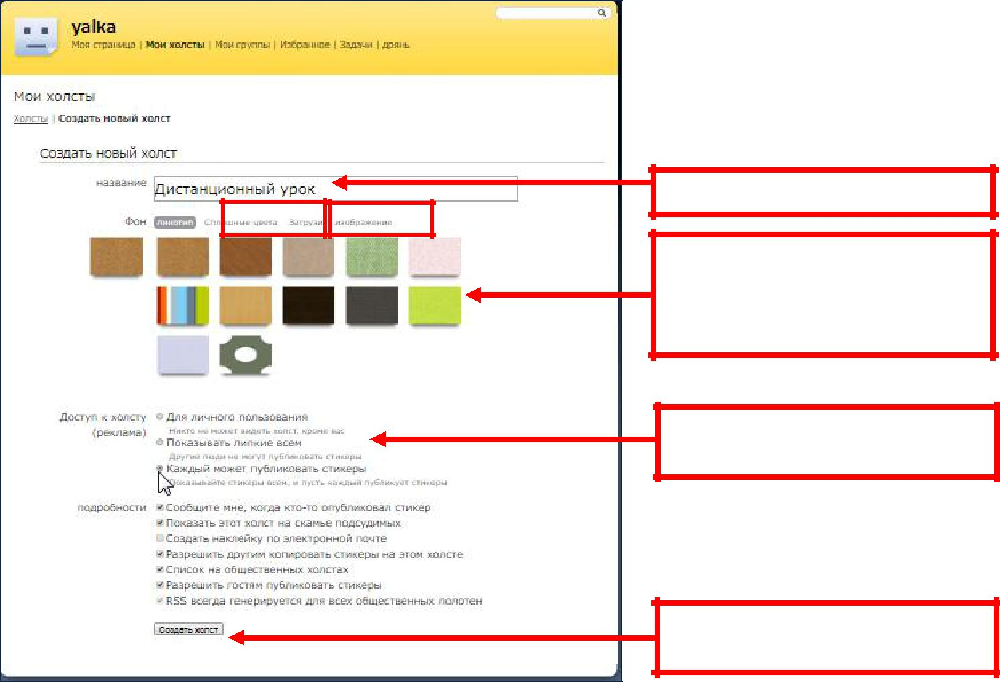 yalka
Моя страница | Мои холсты | Мои группы | Избранное | Задачи | дрянь
Мои холсты
Холсты | Создать новый холст
Создать новый холст
название Дистанционный урок
Фон линотип Сплошные цвета Загрузить изображение
Доступ к холсту (реклама)
Для личного пользования
Никто не может видеть холст, кроме вас
Показывать липкие всем
Другие люди не могут публиковать стикеры
Каждый может публиковать стикеры
Показывайте стикеры всем, и пусть каждый публикует стикеры
подробности
Сообщите мне, когда кто-то опубликовал стикер
Показать этот холст на скамье подсудимых
Создать наклейку по электронной почте
Разрешить другим копировать стикеры на этом холсте
Список на общественных холстах
Разрешить гостям публиковать стикеры
RSS всегда генерируется для всех общественных полотен
Создать холст